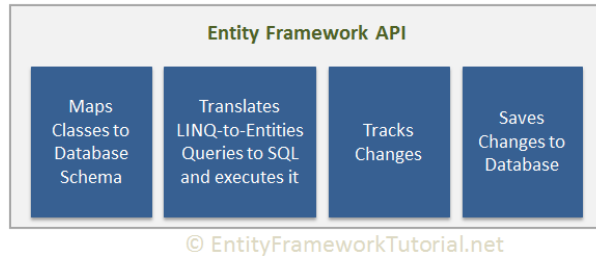 Entity Framework API
Maps
Classes to
Database
Schema
Translates
LINQ-to-Entities
Queries to SQL
and executes it
Tracks
Changes
Saves
Changes to
Database
© EntityFrameworkTutorial.net